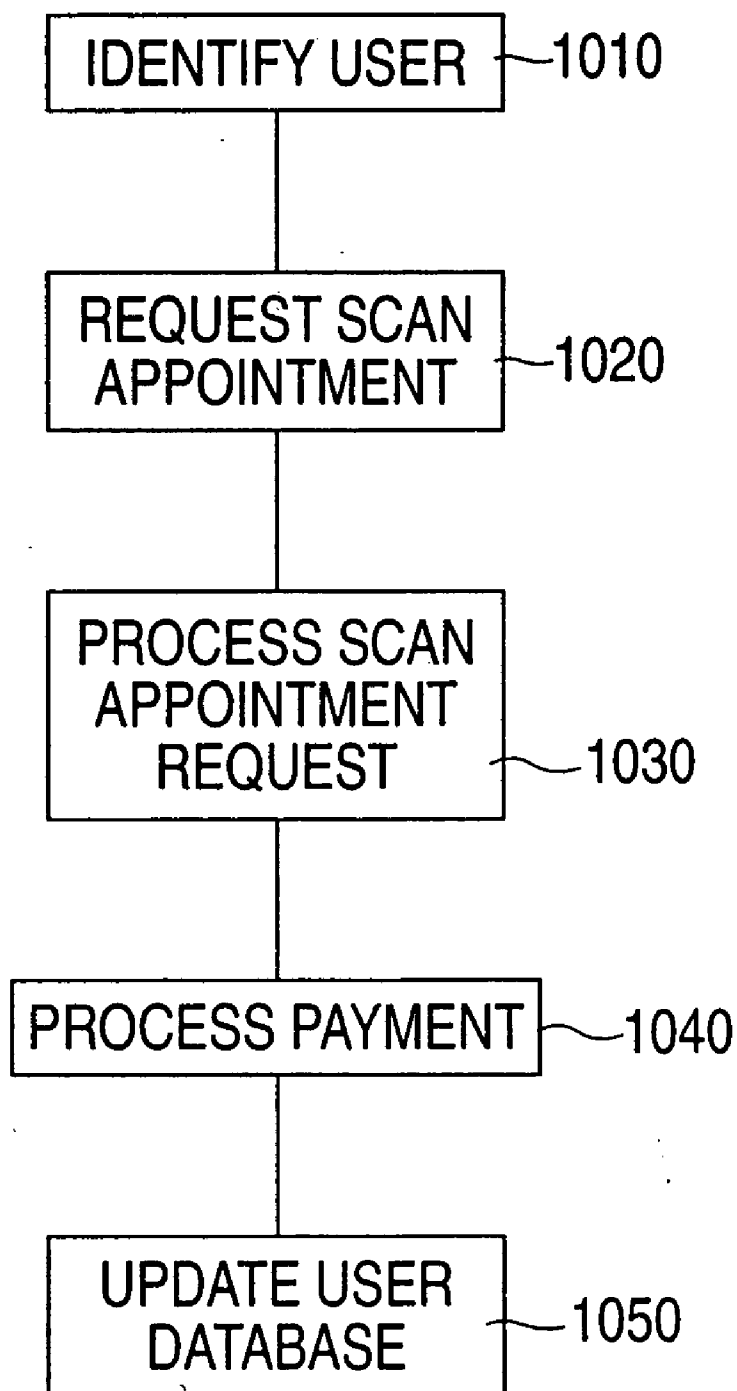 IDENTIFY USER 1010
REQUEST SCAN
APPOINTMENT 1020
PROCESS SCAN
APPOINTMENT
REQUEST 1030
PROCESS PAYMENT 1040
UPDATE USER
DATABASE 1050